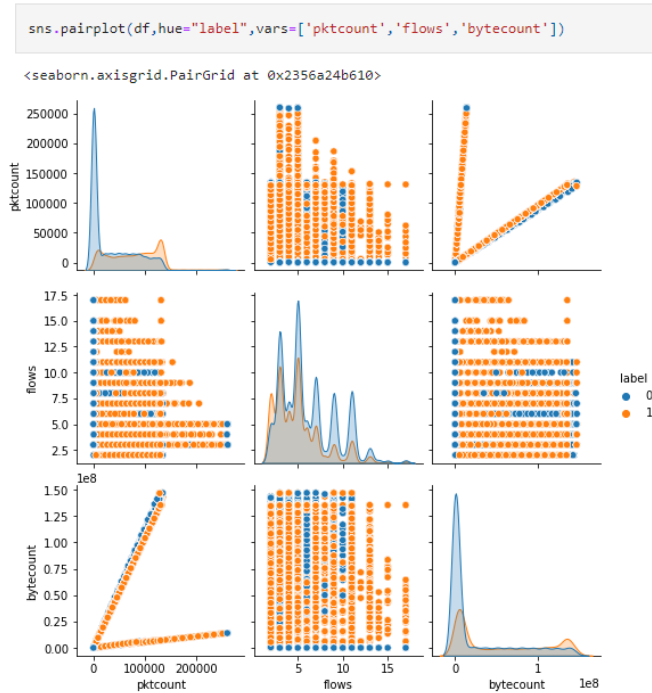 sns.pairplot(df,hue="label",vars=['pktcount','flows','bytecount'])
<seaborn.axisgrid.PairGrid at 0x2356a24b610>
250000
200000
150000
100000
50000
0
pktcount
17.5
15.0
12.5
10.0
7.5
5.0
2.5
flows
label
0
1
1e8
1.50
1.25
1.00
0.75
0.50
0.25
0.00
bytecount
0 100000 200000
5 10 15
0 1
1e8
pktcount
flows
bytecount